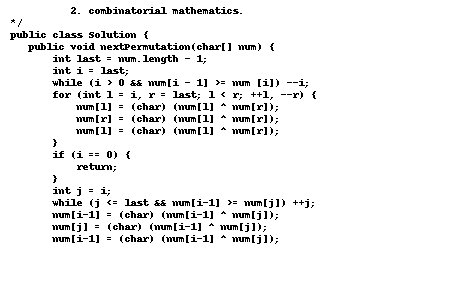 2. combinatorial mathematics.
*/
public class Solution {
public void nextPermutation(char[] num) {
int last = num.length - 1;
int i = last;
while (i > 0 && num[i - 1] >= num [i]) --i;
for (int l = i, r = last; l < r; ++l, --r) {
num[l] = (char) (num[l] ^ num[r]);
num[r] = (char) (num[l] ^ num[r]);
num[l] = (char) (num[l] ^ num[r]);
}
if (i == 0) {
return;
}
int j = i;
while (j <= last && num[i-1] >= num[j]) ++j;
num[i-1] = (char) (num[i-1] ^ num[j]);
num[j] = (char) (num[i-1] ^ num[j]);
num[i-1] = (char) (num[i-1] ^ num[j]);